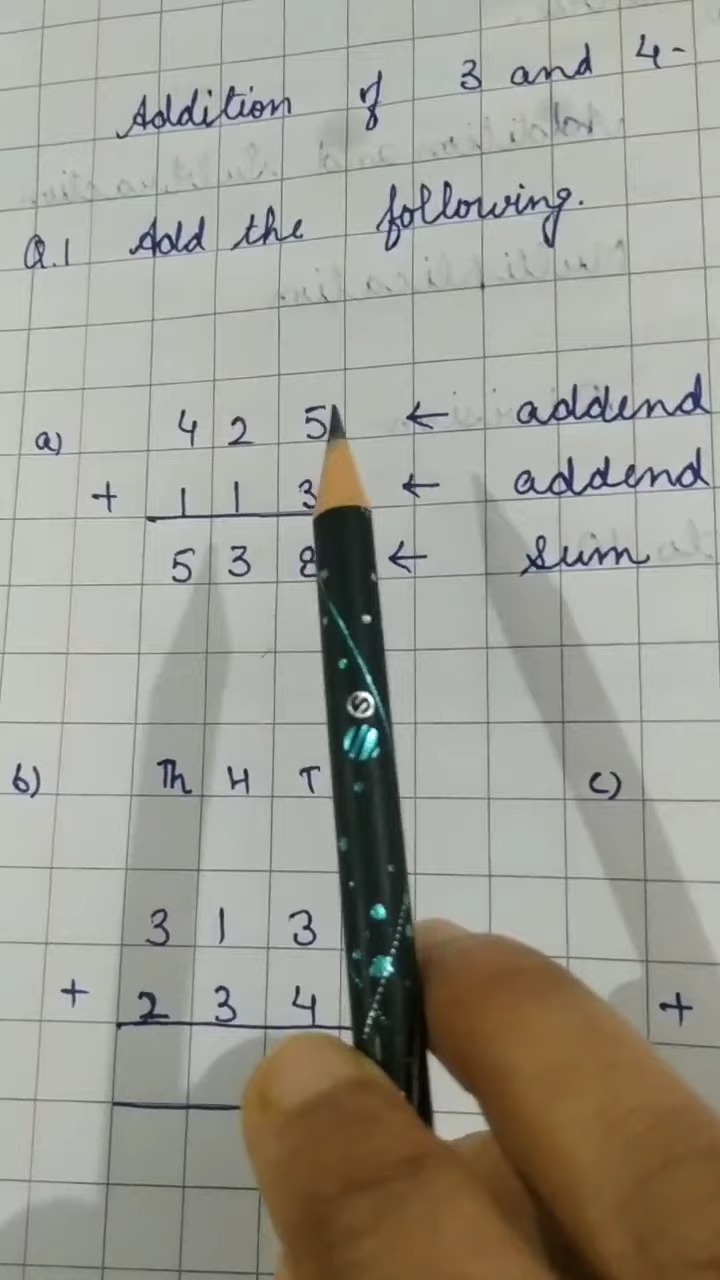 Addition of 3 and 4-
Q.1 Add the following.
a) 4 2 5 ← addend
+ 1 1 3 ← addend
5 3 8 ← sum
b) Th H T
c)
3 1 3
+ 2 3 4
+